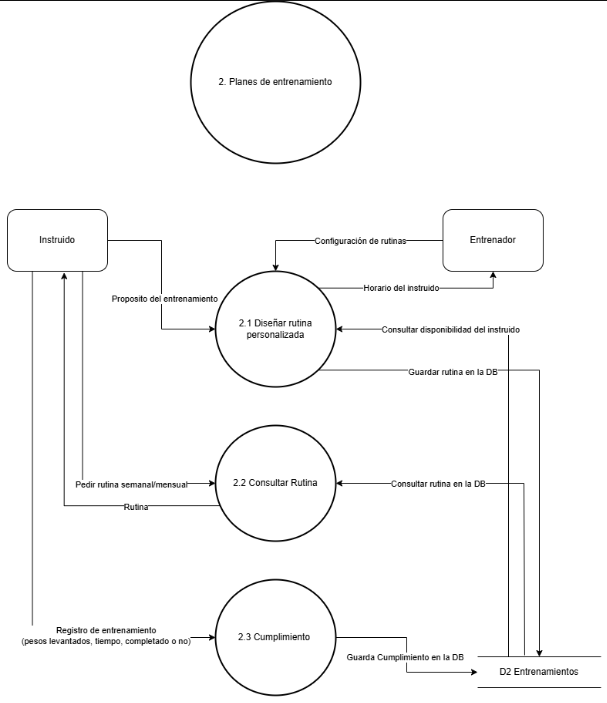 2. Planes de entrenamiento
Instruido
Entrenador
Configuración de rutinas
Horario del instruido
Proposito del entrenamiento
2.1 Diseñar rutina
personalizada
Consultar disponibilidad del instruido
Guardar rutina en la DB
Pedir rutina semanal/mensual
2.2 Consultar Rutina
Consultar rutina en la DB
Rutina
Registro de entrenamiento
(pesos levantados, tiempo, completado o no)
2.3 Cumplimiento
Guarda Cumplimiento en la DB
D2 Entrenamientos